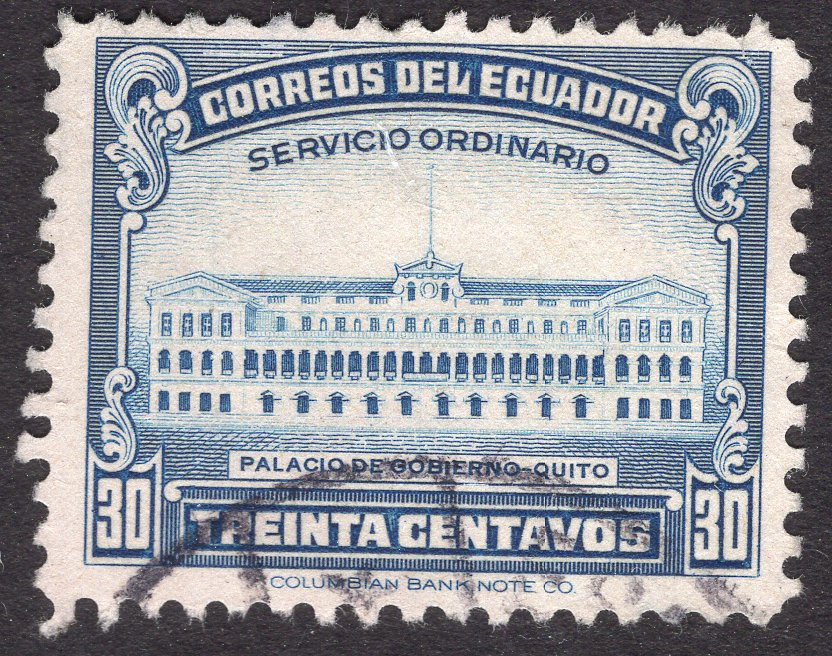 CORREOS DEL ECUADOR
SERVICIO ORDINARIO
PALACIO DE GOBIERNO-QUITO
30 TREINTA CENTAVOS 30
COLUMBIAN BANK NOTE CO.